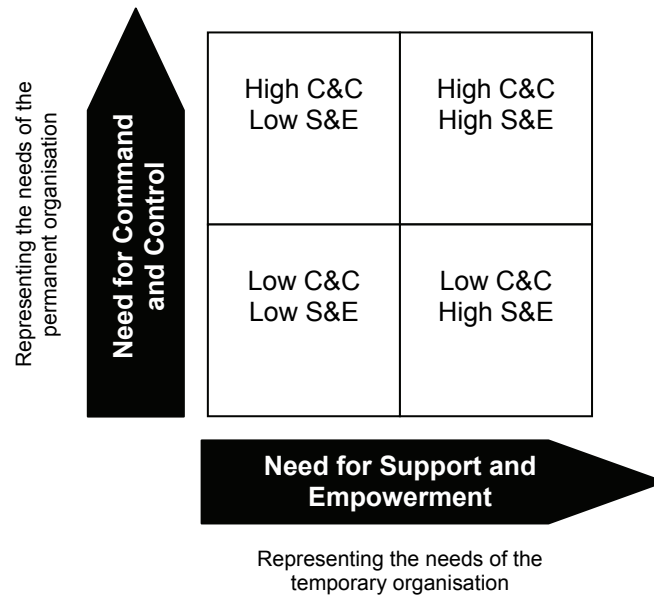 Representing the needs of the
permanent organisation
Need for Command
and Control
High C&C
Low S&E
High C&C
High S&E
Low C&C
Low S&E
Low C&C
High S&E
Need for Support and
Empowerment
Representing the needs of the
temporary organisation